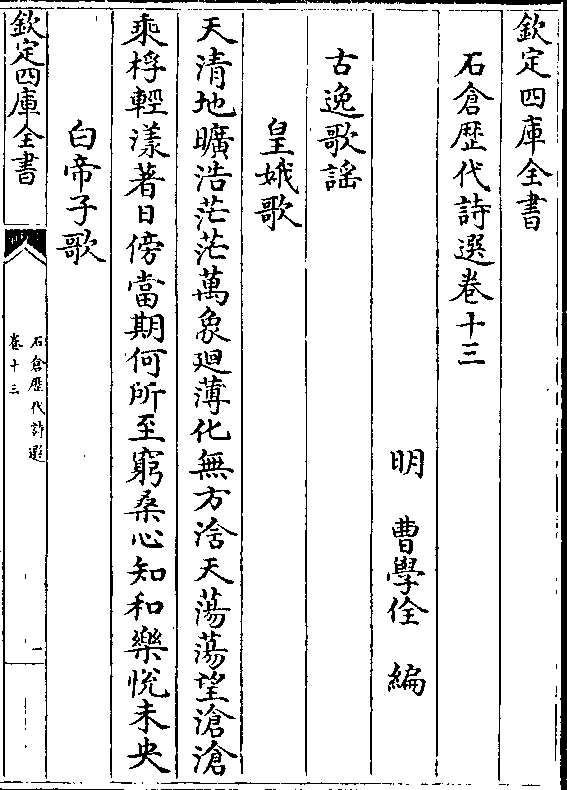 欽定四庫全書
石倉歴代詩選卷十三
明 曹學佺 編
古逸歌謡
皇娥歌
天清地曠浩茫茫萬象廻薄化無方浛天蕩蕩望滄滄
乘桴輕漾著日傍當期何所至窮桑心知和樂悅未央
白帝子歌
欽定四庫全書
石倉歴代詩選
卷十三
一